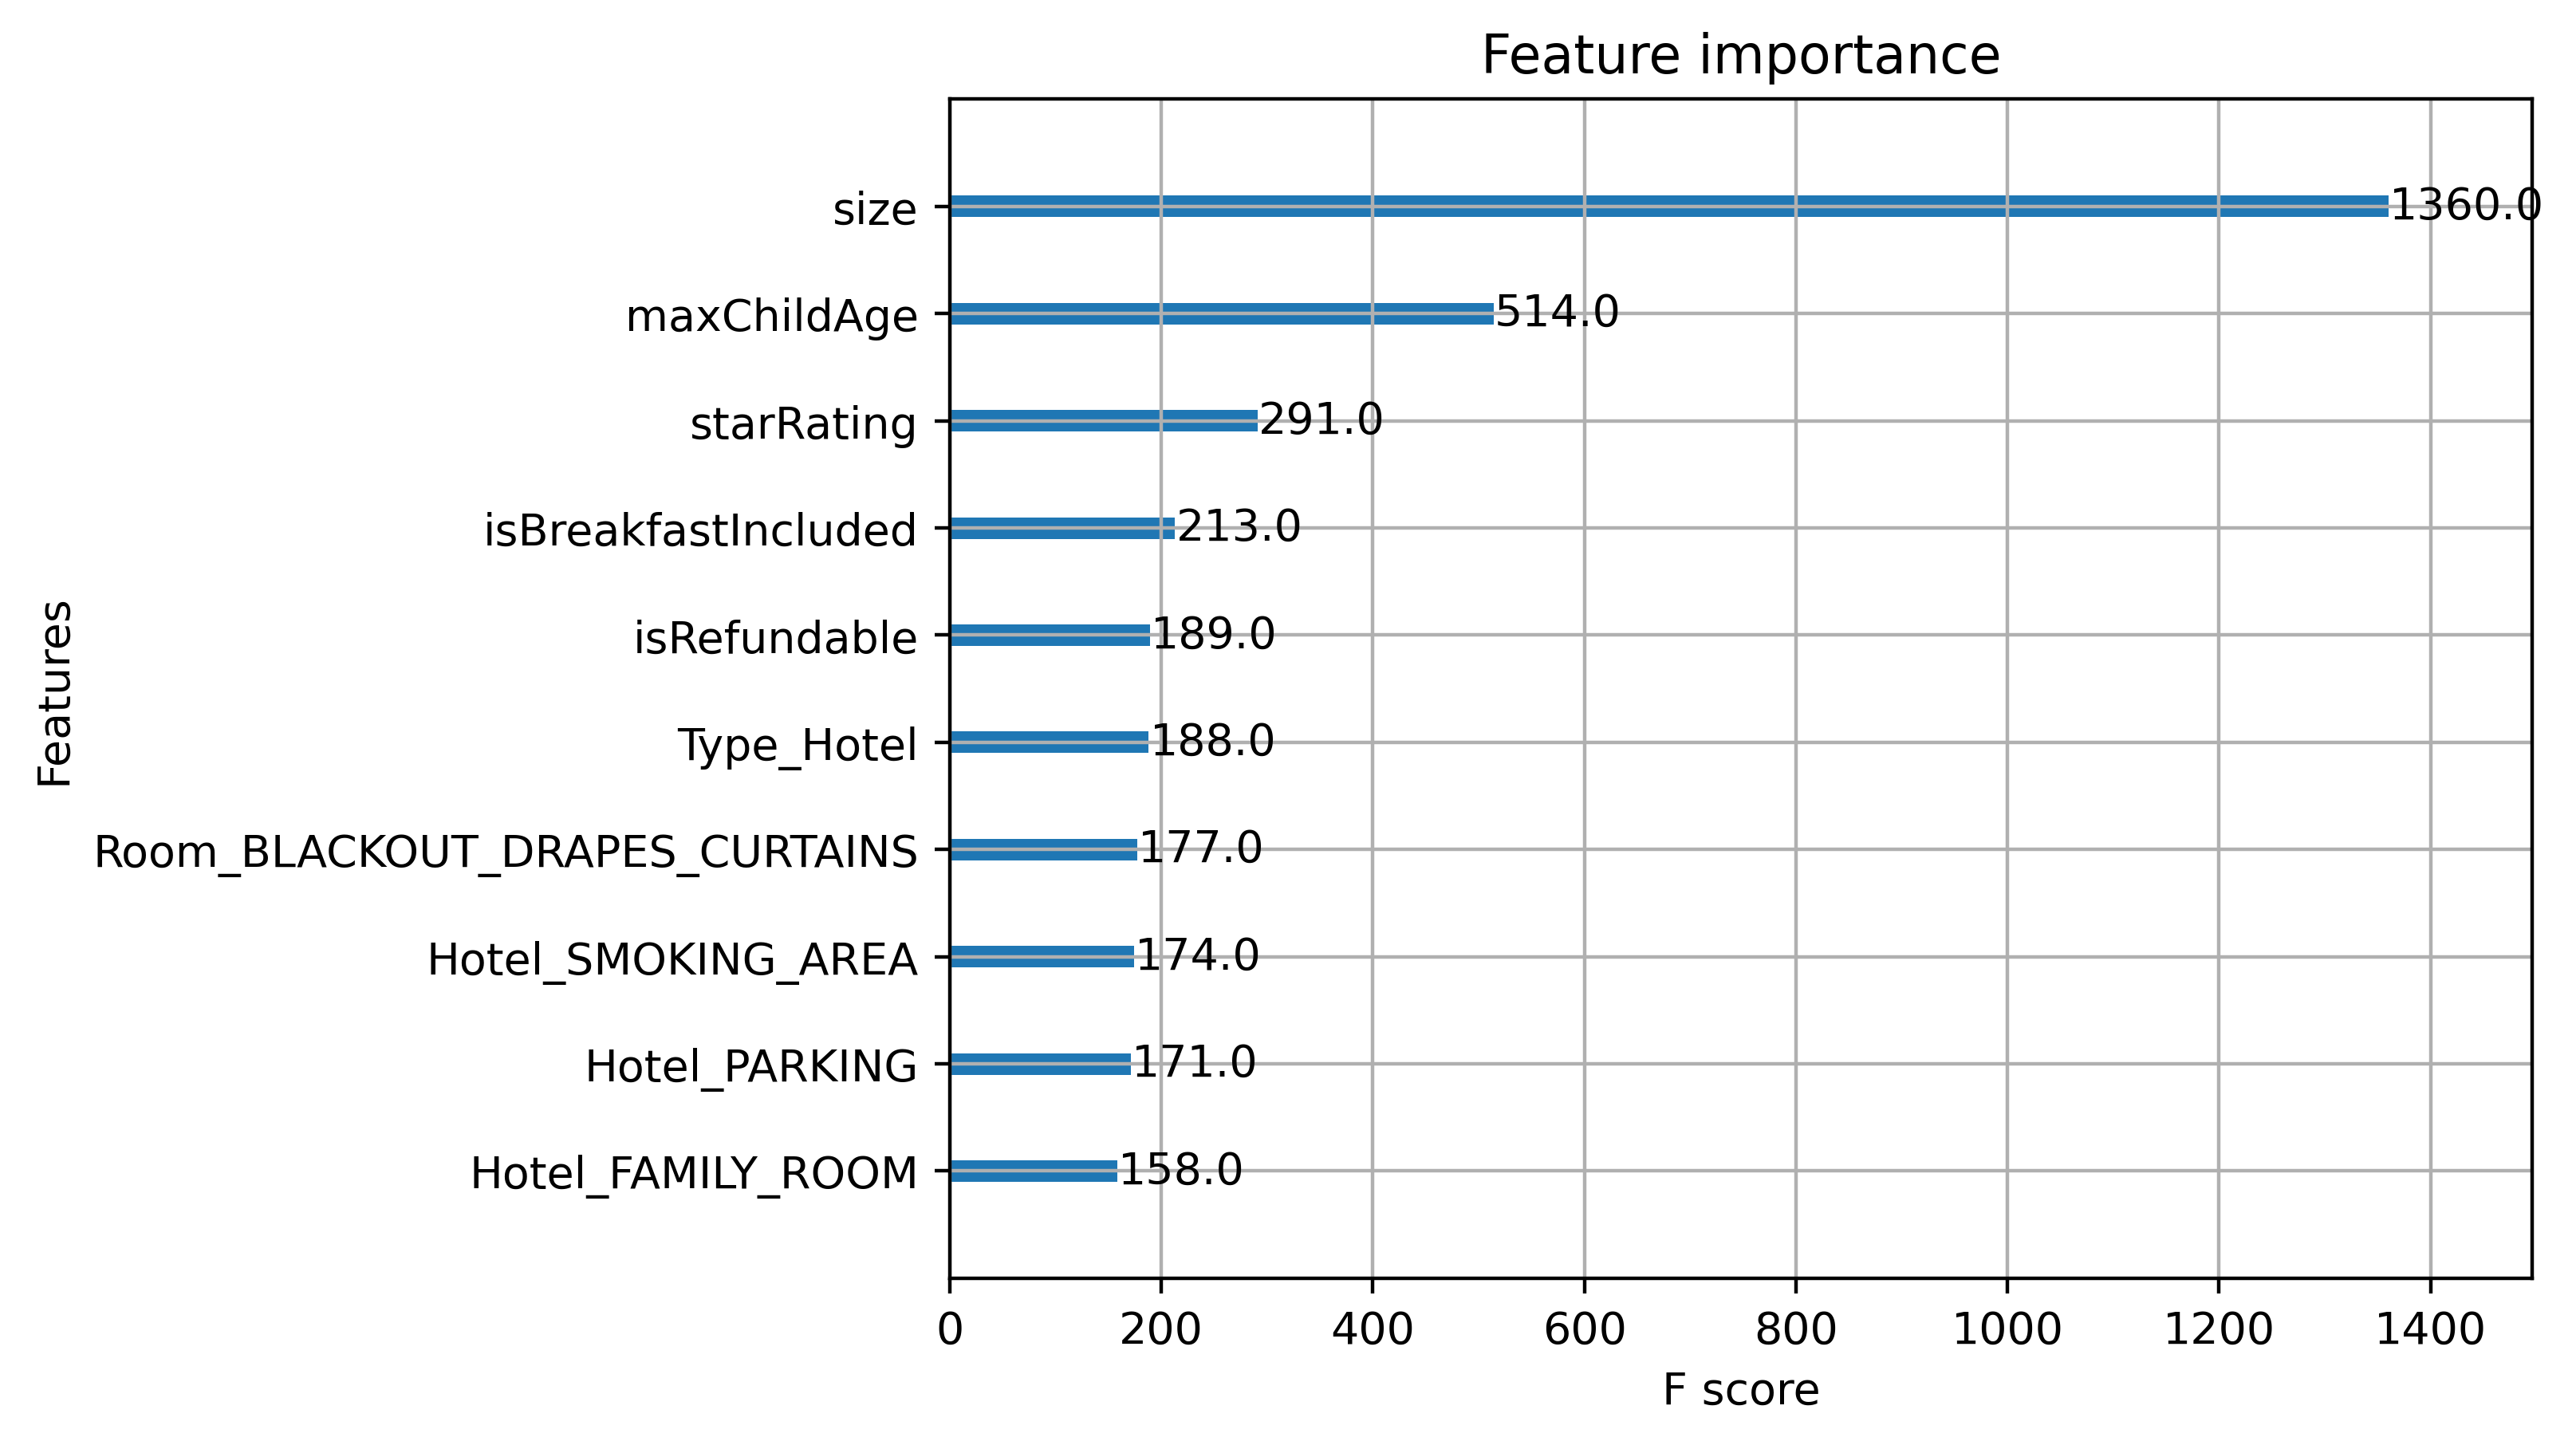 Feature importance
size
1360.0
maxChildAge
514.0
starRating
291.0
isBreakfastIncluded
213.0
isRefundable
189.0
Type_Hotel
188.0
Room_BLACKOUT_DRAPES_CURTAINS
177.0
Hotel_SMOKING_AREA
174.0
Hotel_PARKING
171.0
Hotel_FAMILY_ROOM
158.0
Features
0 200 400 600 800 1000 1200 1400
F score